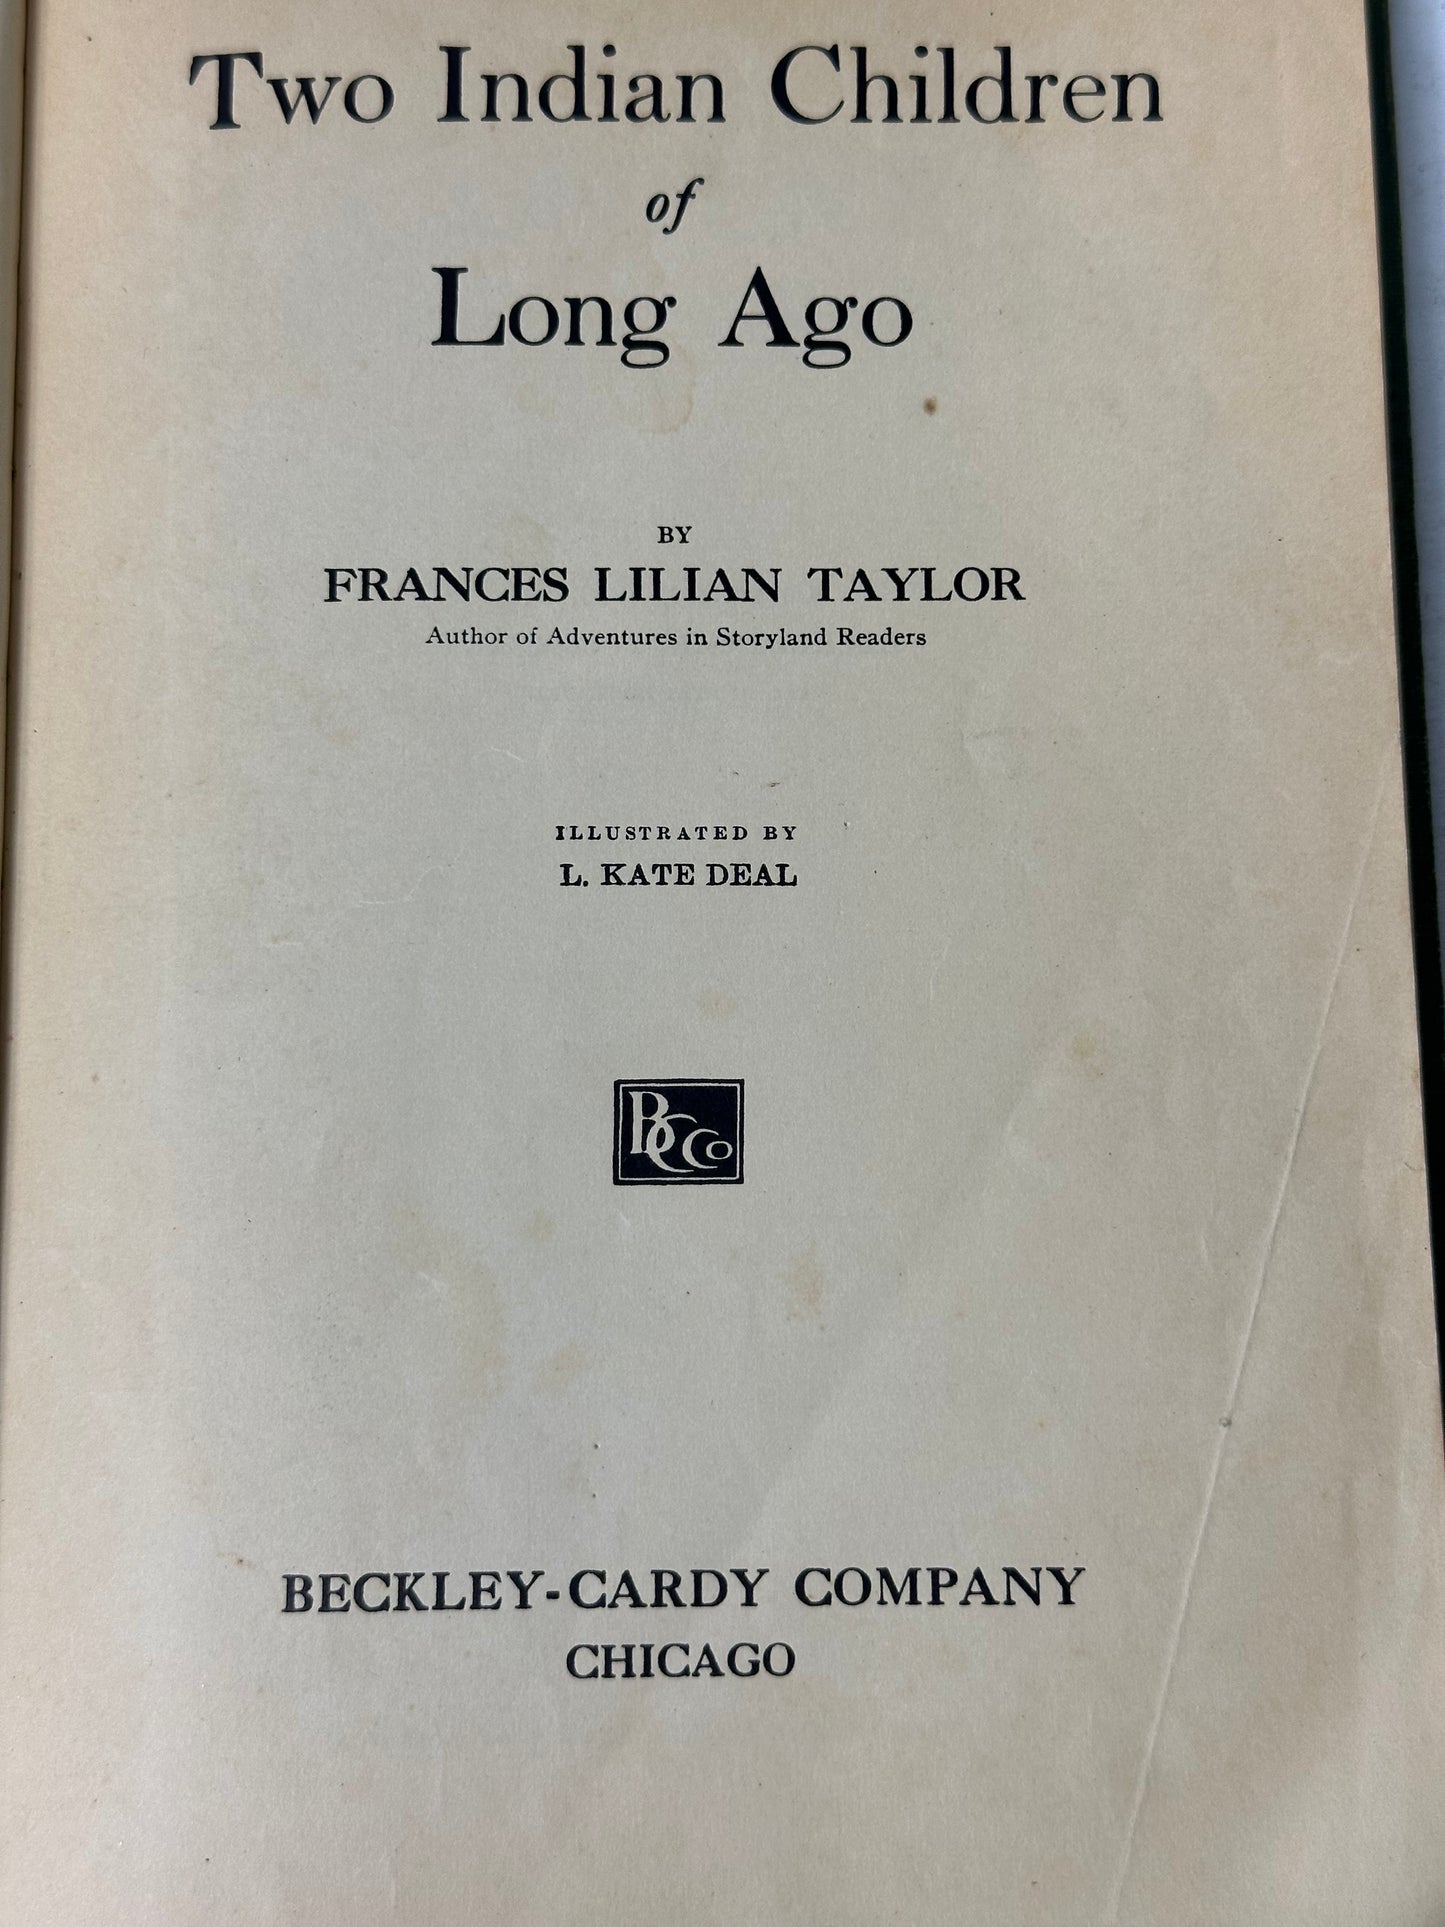 Two Indian Children
of
Long Ago
BY
FRANCES LILIAN TAYLOR
Author of Adventures in Storyland Readers
ILLUSTRATED BY
L. KATE DEAL
BCCo
BECKLEY-CARDY COMPANY
CHICAGO